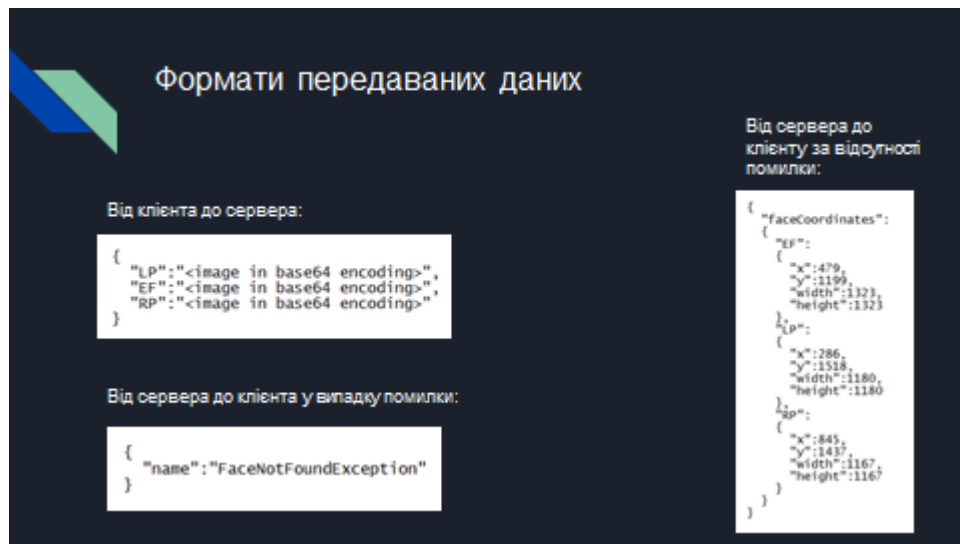 Формати передаваних даних
Від клієнта до сервера:
{
"LP":"<image in base64 encoding>",
"EF":"<image in base64 encoding>",
"RP":"<image in base64 encoding>"
}
Від сервера до клієнта у випадку помилки:
{
"name":"FaceNotFoundException"
}
Від сервера до
клієнту за відсутності
помилки:
{
"faceCoordinates":
{
"EF":
{
"x":479,
"y":1199,
"width":1323,
"height":1323
},
"LP":
{
"x":286,
"y":1518,
"width":1180,
"height":1180
},
"RP":
{
"x":845,
"y":1437,
"width":1167,
"height":1167
}
}
}